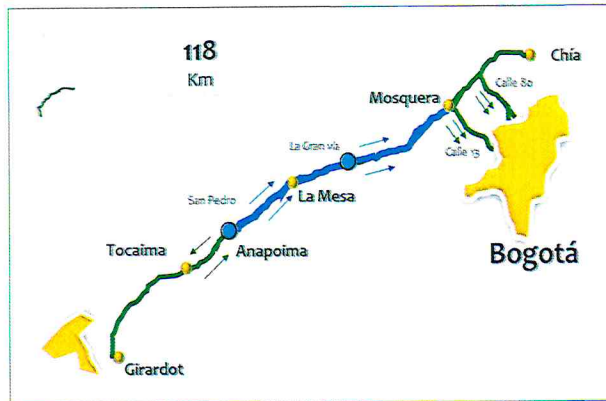 118
Km
Chía
Calle 80
Mosquera
La Gran vía
Calle 13
San Pedro
La Mesa
Tocaima
Anapoima
Bogotá
Girardot